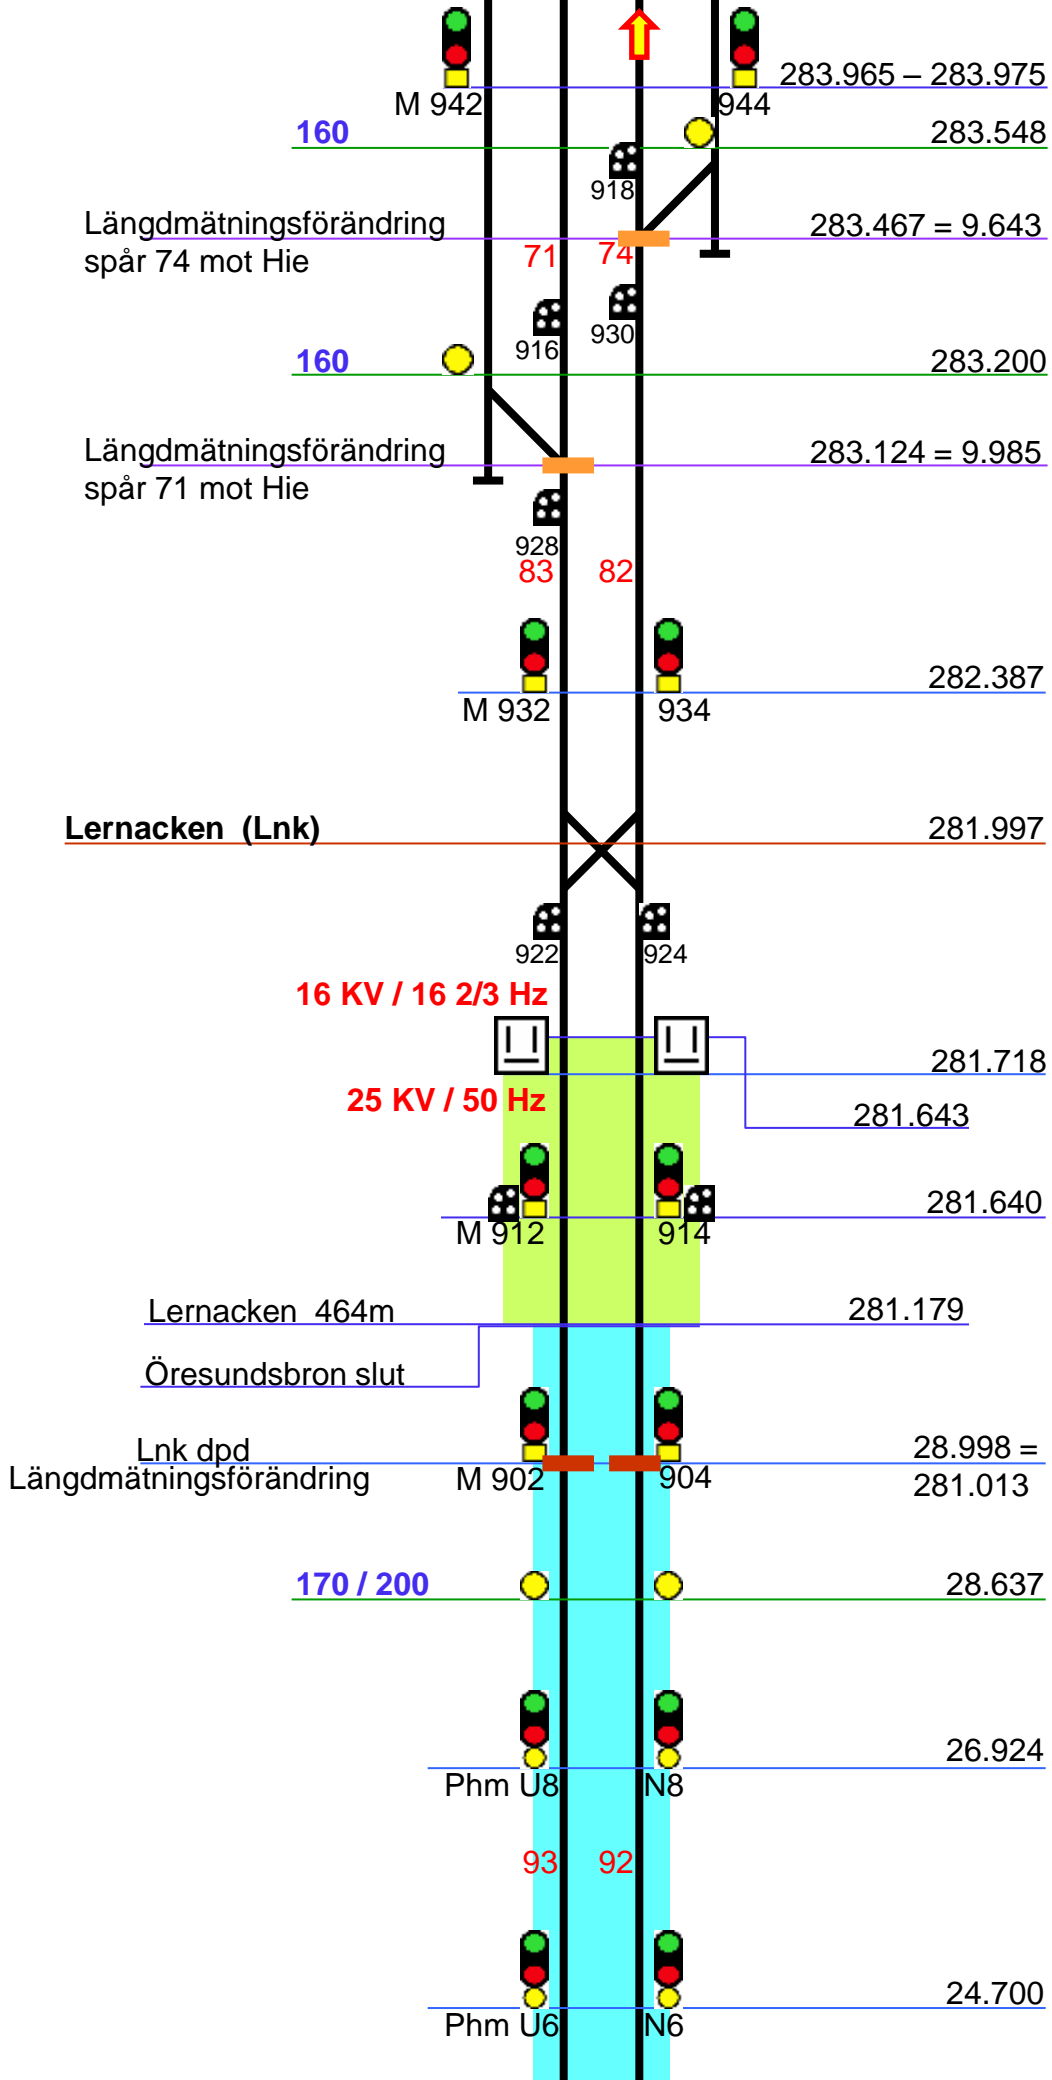 283.965 – 283.975
M 942
944
160
283.548
918
Längdmätningsförändring
spår 74 mot Hie
283.467 = 9.643
71
74
916
930
160
283.200
Längdmätningsförändring
spår 71 mot Hie
283.124 = 9.985
928
83
82
282.387
M 932
934
Lernacken (Lnk)
281.997
922
924
16 KV / 16 2/3 Hz
281.718
25 KV / 50 Hz
281.643
281.640
M 912
914
Lernacken 464m
281.179
Öresundsbron slut
Lnk dpd
Längdmätningsförändring
M 902
904
28.998 =
281.013
170 / 200
28.637
26.924
Phm U8
N8
93
92
24.700
Phm U6
N6